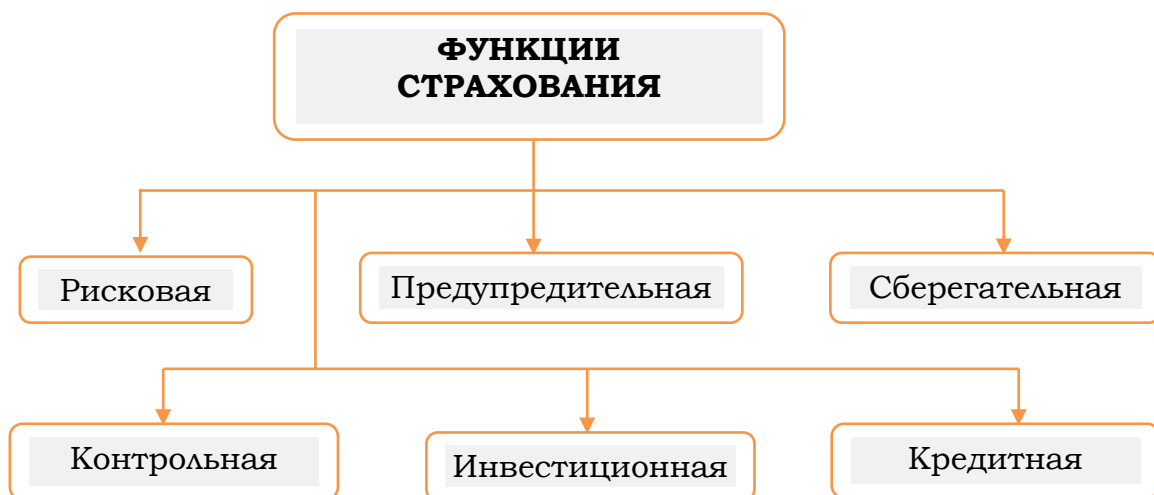 ФУНКЦИИ
СТРАХОВАНИЯ
Рисковая
Предупредительная
Сберегательная
Контрольная
Инвестиционная
Кредитная